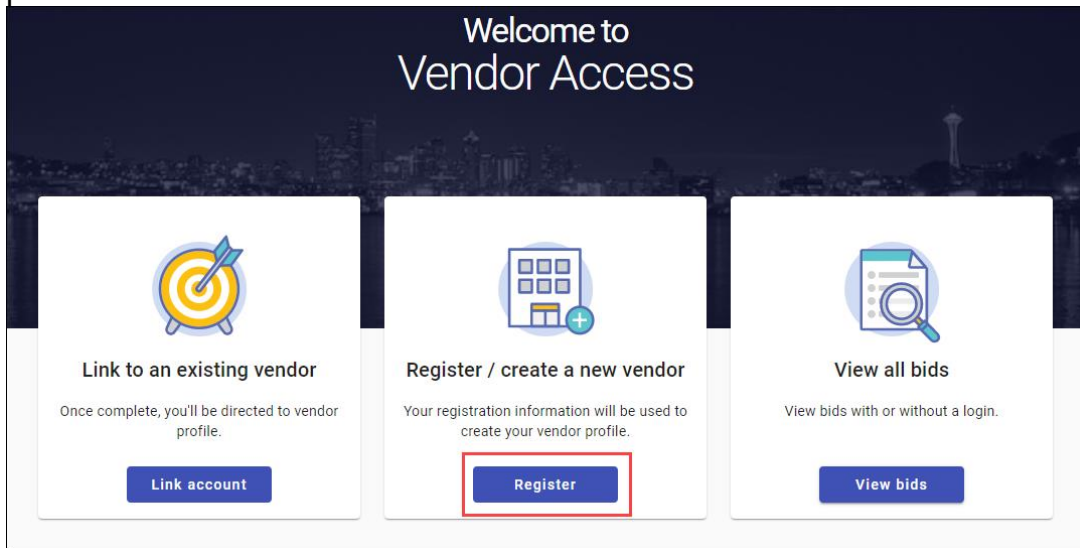 Welcome to
Vendor Access
Link to an existing vendor
Once complete, you'll be directed to vendor
profile.
Link account
Register / create a new vendor
Your registration information will be used to
create your vendor profile.
Register
View all bids
View bids with or without a login.
View bids